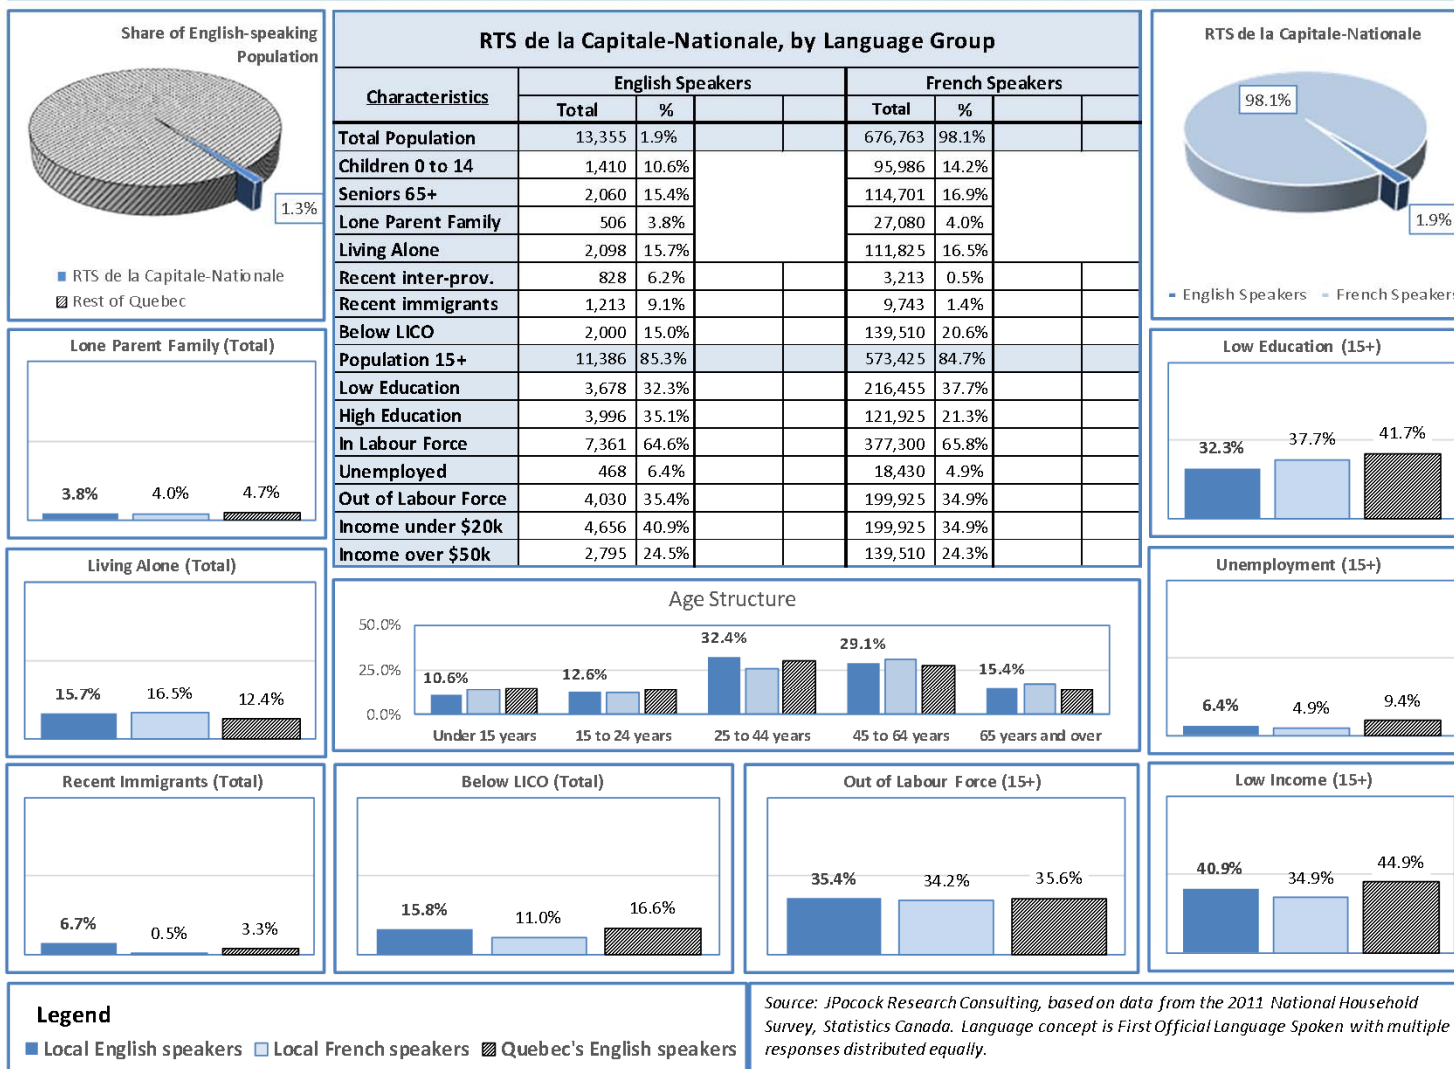 Share of English-speaking
Population
1.3%
RTS de la Capitale-Nationale
Rest of Quebec
RTS de la Capitale-Nationale, by Language Group
Characteristics English Speakers French Speakers
Total % Total %
Total Population 13,355 1.9% 676,763 98.1%
Children 0 to 14 1,410 10.6% 95,986 14.2%
Seniors 65+ 2,060 15.4% 114,701 16.9%
Lone Parent Family 506 3.8% 27,080 4.0%
Living Alone 2,098 15.7% 111,825 16.5%
Recent inter-prov. 828 6.2% 3,213 0.5%
Recent immigrants 1,213 9.1% 9,743 1.4%
Below LICO 2,000 15.0% 139,510 20.6%
Population 15+ 11,386 85.3% 573,425 84.7%
Low Education 3,678 32.3% 216,455 37.7%
High Education 3,996 35.1% 121,925 21.3%
In Labour Force 7,361 64.6% 377,300 65.8%
Unemployed 468 6.4% 18,430 4.9%
Out of Labour Force 4,030 35.4% 199,925 34.9%
Income under $20k 4,656 40.9% 199,925 34.9%
Income over $50k 2,795 24.5% 139,510 24.3%
RTS de la Capitale-Nationale
98.1%
1.9%
English Speakers French Speakers
Lone Parent Family (Total)
3.8% 4.0% 4.7%
Low Education (15+)
32.3% 37.7% 41.7%
Living Alone (Total)
15.7% 16.5% 12.4%
Age Structure
50.0%
25.0%
0.0%
10.6% 12.6% 32.4% 29.1% 15.4%
Under 15 years 15 to 24 years 25 to 44 years 45 to 64 years 65 years and over
Unemployment (15+)
6.4% 4.9% 9.4%
Recent Immigrants (Total)
6.7% 0.5% 3.3%
Below LICO (Total)
15.8% 11.0% 16.6%
Out of Labour Force (15+)
35.4% 34.2% 35.6%
Low Income (15+)
40.9% 34.9% 44.9%
Legend
Local English speakers Local French speakers Quebec's English speakers
Source: JPocock Research Consulting, based on data from the 2011 National Household
Survey, Statistics Canada. Language concept is First Official Language Spoken with multiple
responses distributed equally.